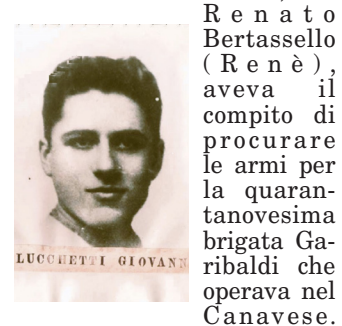 Renato
Bertassello
(Renè),
aveva il
compito di
procurare
le armi per
la quaran-
tanovesima
brigata Ga-
ribaldi che
operava nel
Canavese.
LUCCHETTI GIOVANN